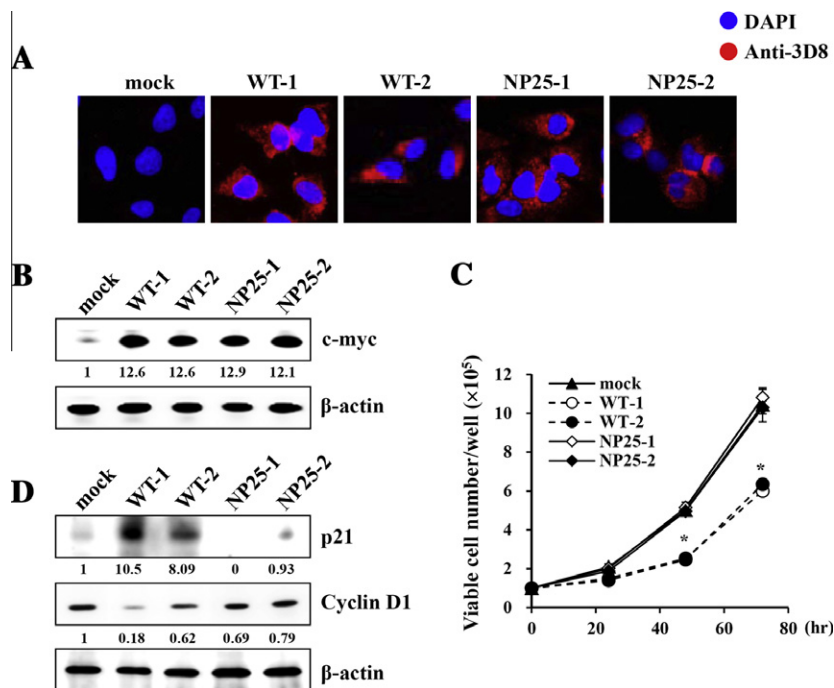 DAPI
Anti-3D8
A
mock WT-1 WT-2 NP25-1 NP25-2
B
mock WT-1 WT-2 NP25-1 NP25-2
c-myc
1 12.6 12.6 12.9 12.1
β-actin
C
Viable cell number/well (×10⁵)
12
10
8
6
4
2
0
mock
WT-1
WT-2
NP25-1
NP25-2
*
*
0 20 40 60 80 (hr)
D
mock WT-1 WT-2 NP25-1 NP25-2
p21
1 10.5 8.09 0 0.93
Cyclin D1
1 0.18 0.62 0.69 0.79
β-actin